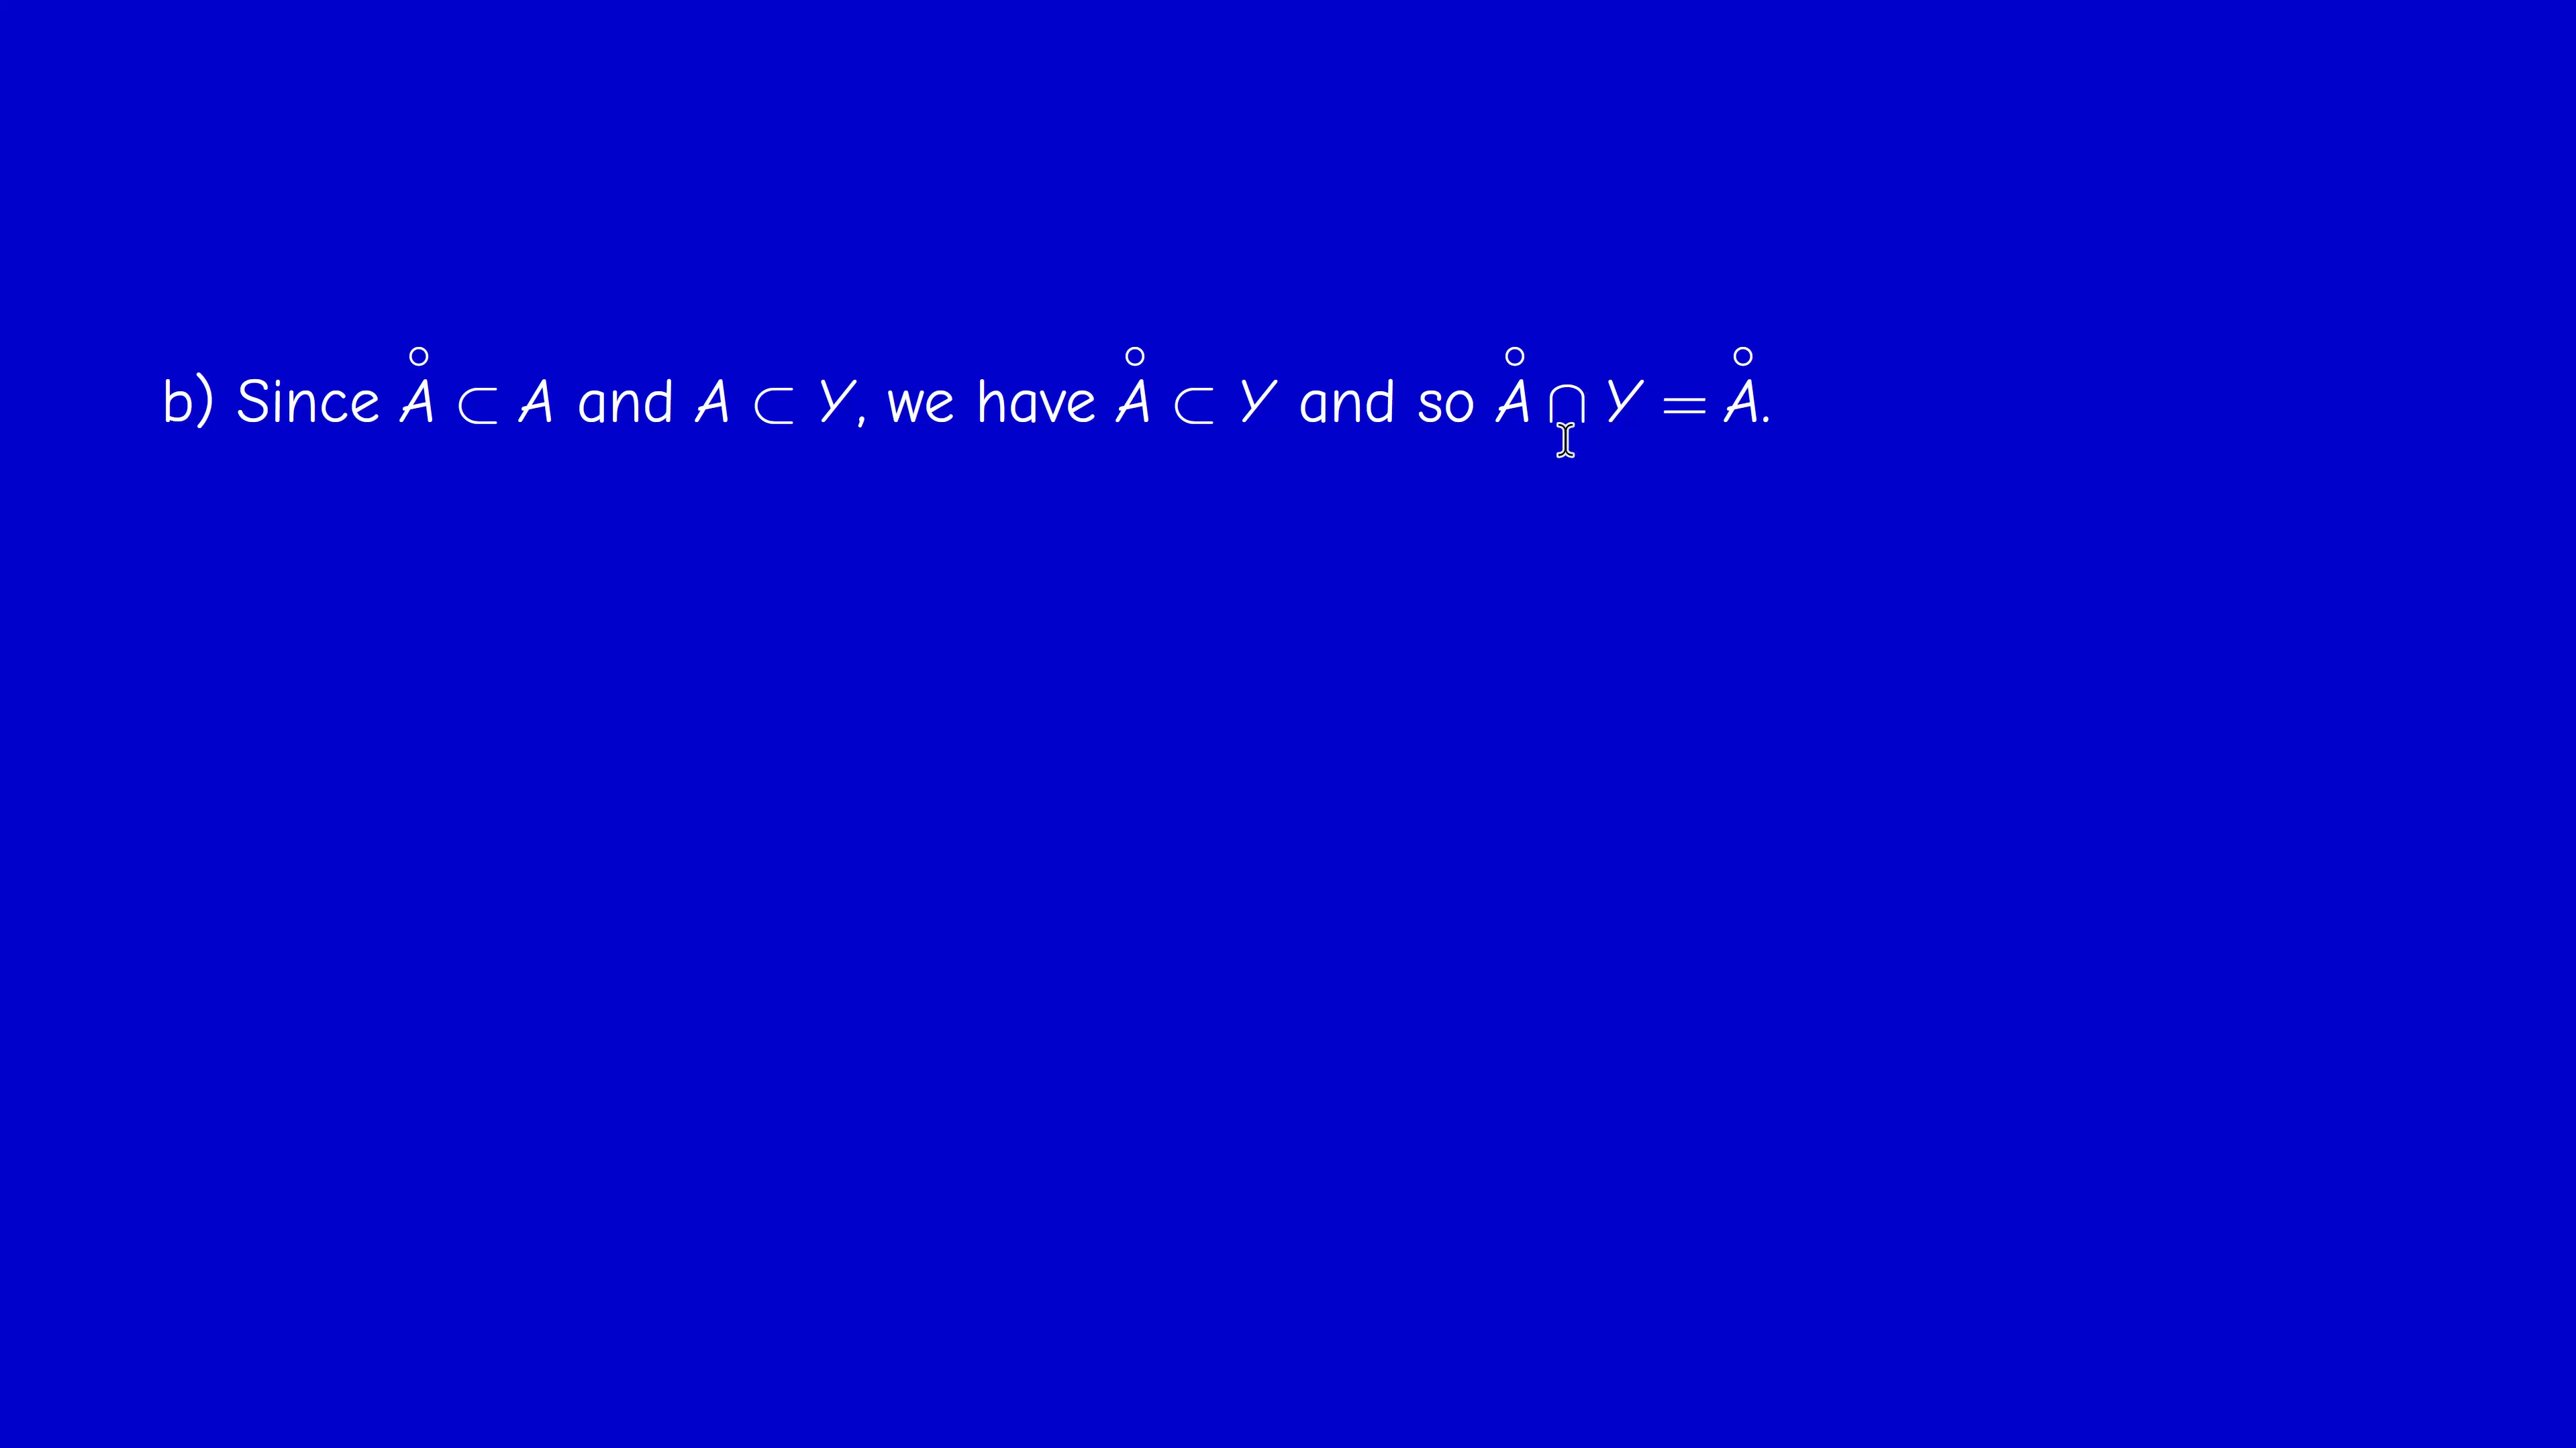 b) Since Å ⊂ A and A ⊂ Y, we have Å ⊂ Y and so Å ∩ Y = Å.